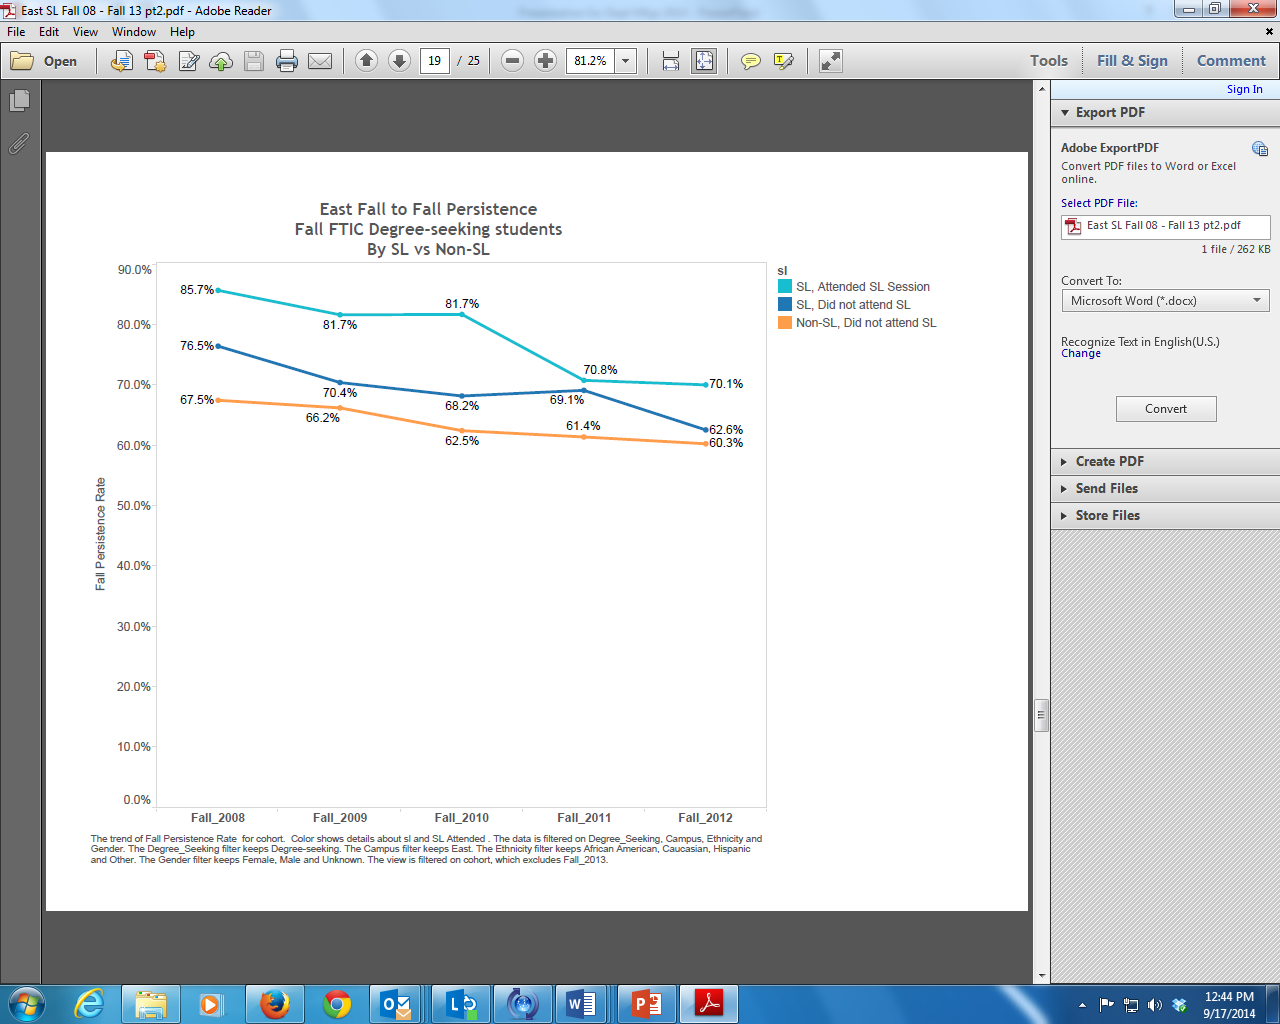 East SL Fall 08 - Fall 13 pt2.pdf - Adobe Reader
File Edit View Window Help
Open 19 / 25 81.2% Tools Fill & Sign Comment
Sign In
Export PDF
Adobe ExportPDF
Convert PDF files to Word or Excel
online.
Select PDF File:
East SL Fall 08 - Fall 13 pt2.pdf
1 file / 262 KB
Convert To:
Microsoft Word (*.docx)
Recognize Text in English(U.S.)
Change
Convert
Create PDF
Send Files
Store Files
East Fall to Fall Persistence
Fall FTIC Degree-seeking students
By SL vs Non-SL
sl
SL, Attended SL Session
SL, Did not attend SL
Non-SL, Did not attend SL
Fall Persistence Rate
90.0%
80.0%
70.0%
60.0%
50.0%
40.0%
30.0%
20.0%
10.0%
0.0%
85.7%
81.7%
81.7%
70.8%
70.1%
76.5%
70.4%
68.2%
69.1%
62.6%
67.5%
66.2%
62.5%
61.4%
60.3%
Fall_2008 Fall_2009 Fall_2010 Fall_2011 Fall_2012
The trend of Fall Persistence Rate for cohort. Color shows details about sl and SL Attended . The data is filtered on Degree_Seeking, Campus, Ethnicity and
Gender. The Degree_Seeking filter keeps Degree-seeking. The Campus filter keeps East. The Ethnicity filter keeps African American, Caucasian, Hispanic
and Other. The Gender filter keeps Female, Male and Unknown. The view is filtered on cohort, which excludes Fall_2013.
12:44 PM
9/17/2014